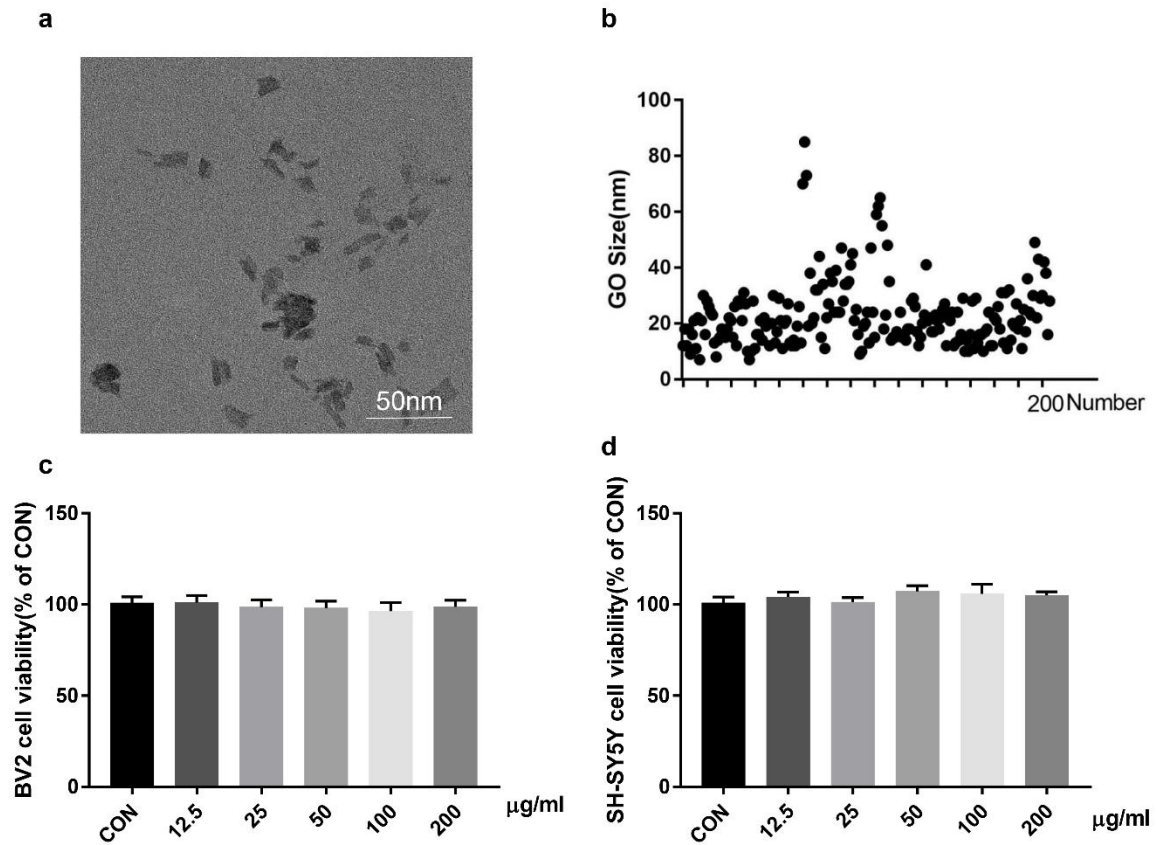 a
50nm
b
GO Size(nm)
100
80
60
40
20
0
200 Number
c
BV2 cell viability(% of CON)
150
100
50
0
CON
12.5
25
50
100
200
μg/ml
d
SH-SY5Y cell viability(% of CON)
150
100
50
0
CON
12.5
25
50
100
200
μg/ml